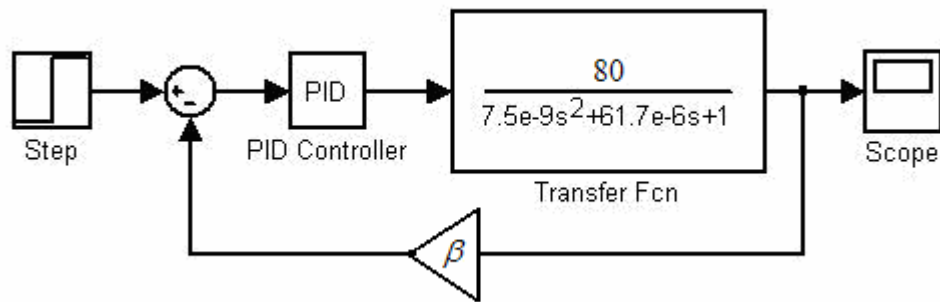 80
7.5e-9s²+61.7e-6s+1
+
-
PID
Step
PID Controller
Transfer Fcn
Scope
β